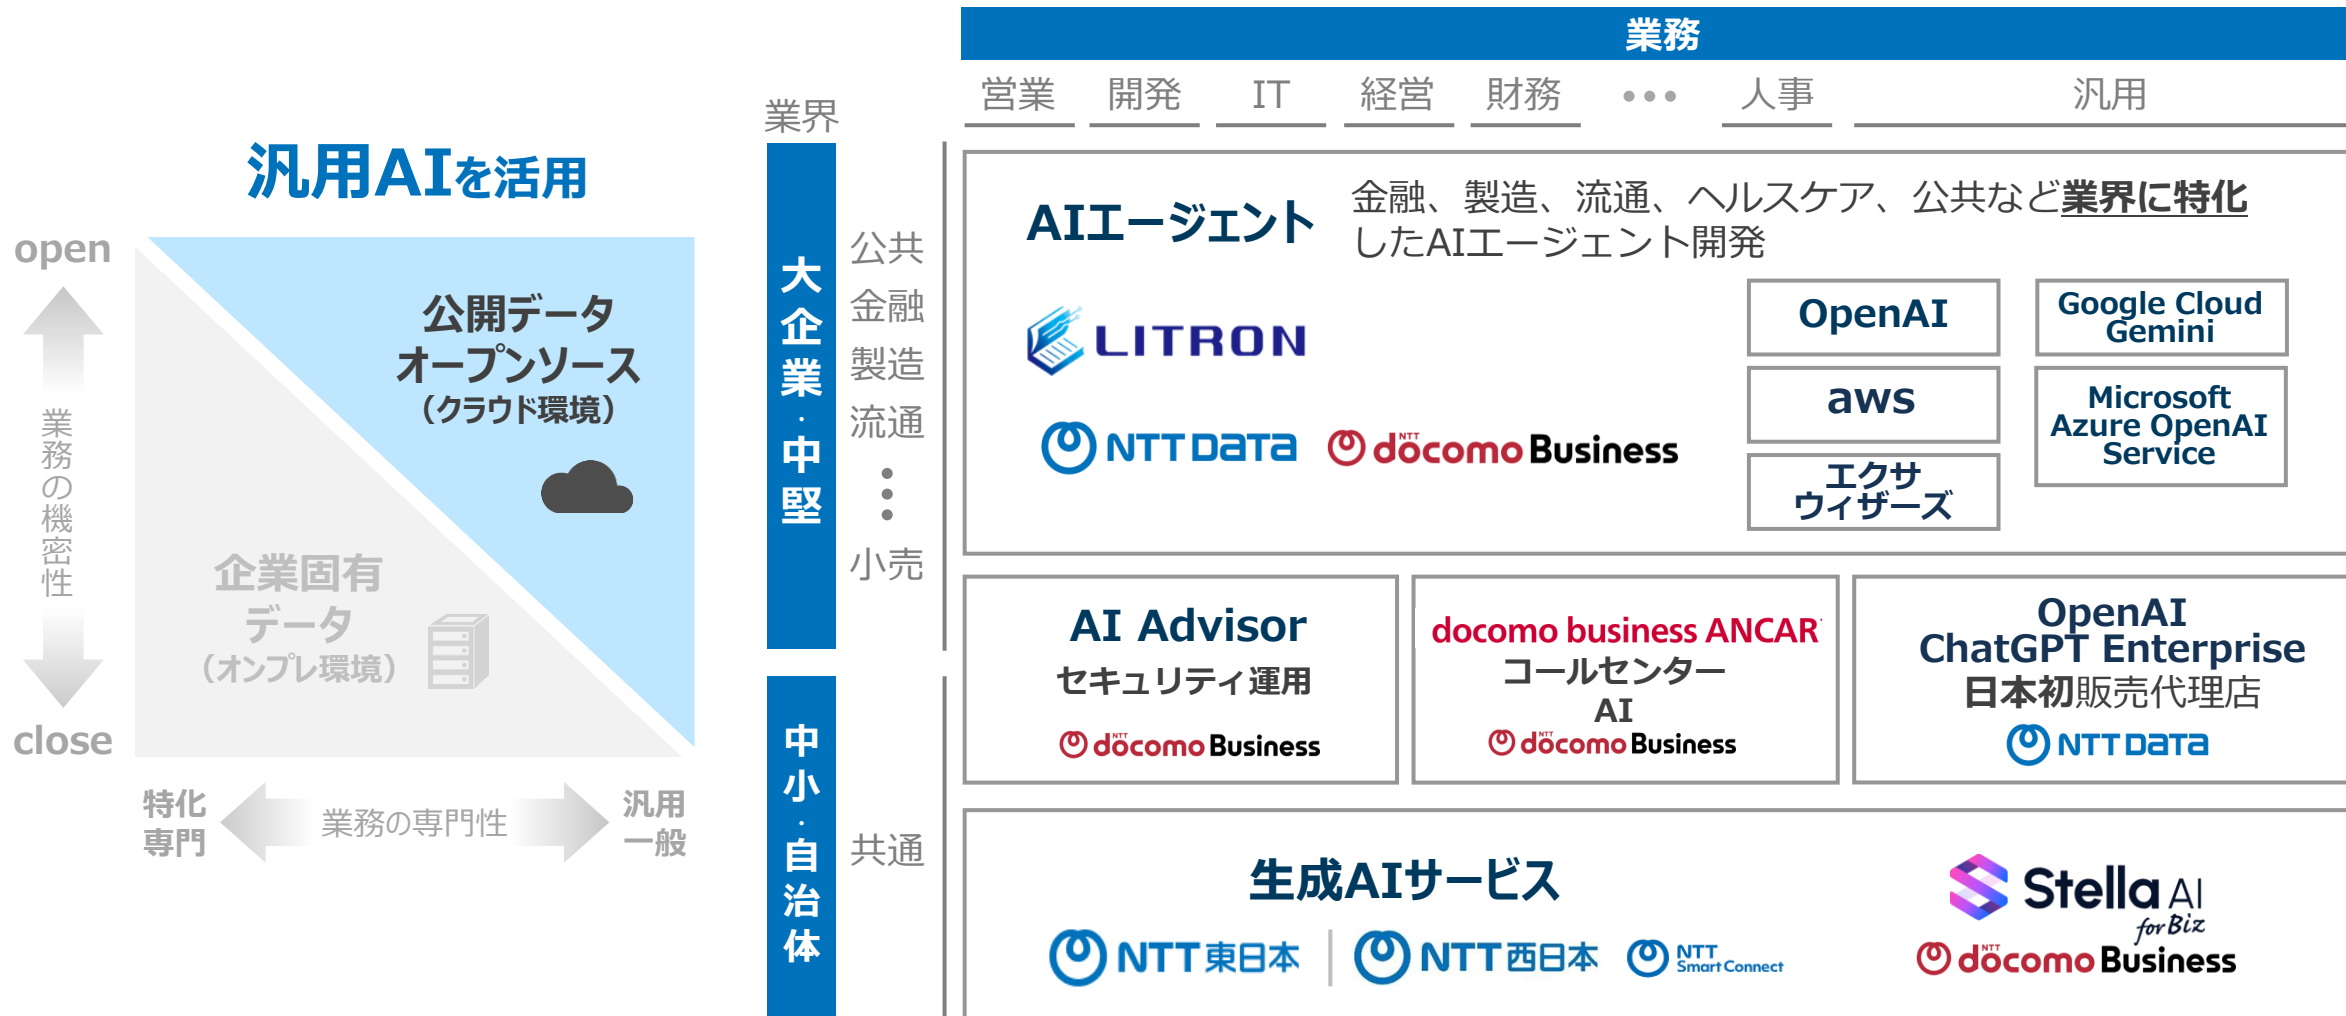 汎用AIを活用
open
業務の機密性
close
公開データ
オープンソース
（クラウド環境）
企業固有
データ
（オンプレ環境）
特化
専門
業務の専門性
汎用
一般
業務
営業
開発
IT
経営
財務
•••
人事
汎用
業界
大企業・中堅
公共
金融
製造
流通
小売
中小・自治体
共通
AIエージェント
金融、製造、流通、ヘルスケア、公共など業界に特化
したAIエージェント開発
LITRON
NTT DATA
NTT docomo Business
OpenAI
aws
エクサ
ウィザーズ
Google Cloud
Gemini
Microsoft
Azure OpenAI
Service
AI Advisor
セキュリティ運用
NTT docomo Business
docomo business ANCAR
コールセンター
AI
NTT docomo Business
OpenAI
ChatGPT Enterprise
日本初販売代理店
NTT DATA
生成AIサービス
NTT東日本
NTT西日本
NTT
Smart Connect
Stella AI
for Biz
NTT docomo Business